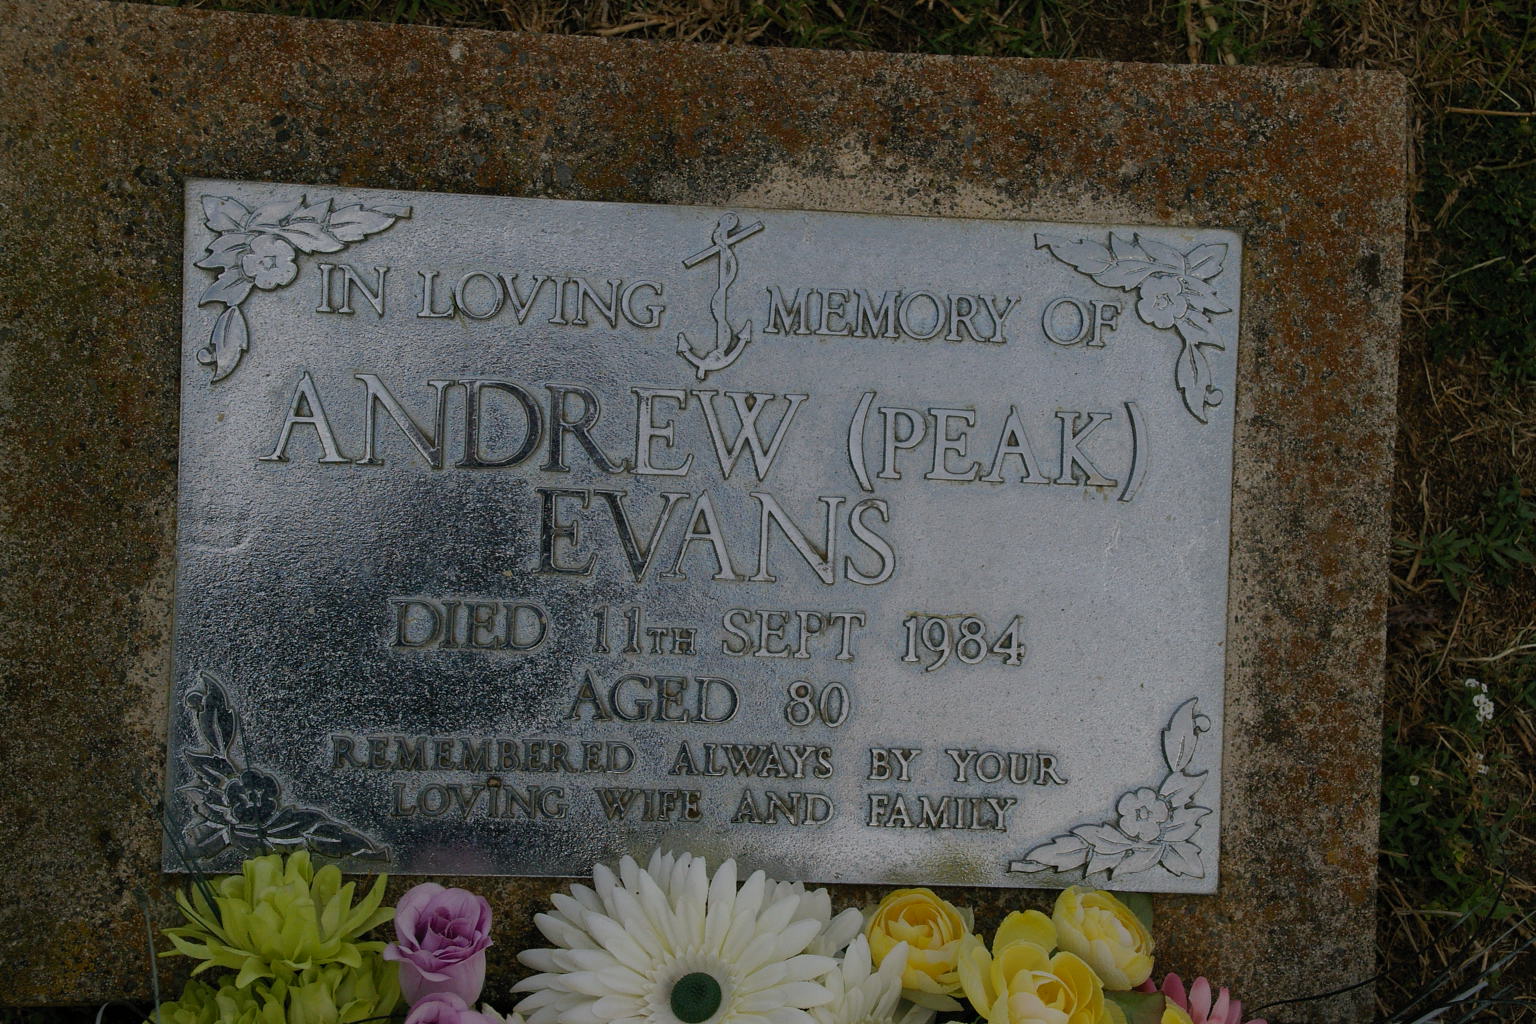 IN LOVING MEMORY OF
ANDREW (PEAK)
EVANS
DIED 11TH SEPT 1984
AGED 80
REMEMBERED ALWAYS BY YOUR
LOVING WIFE AND FAMILY